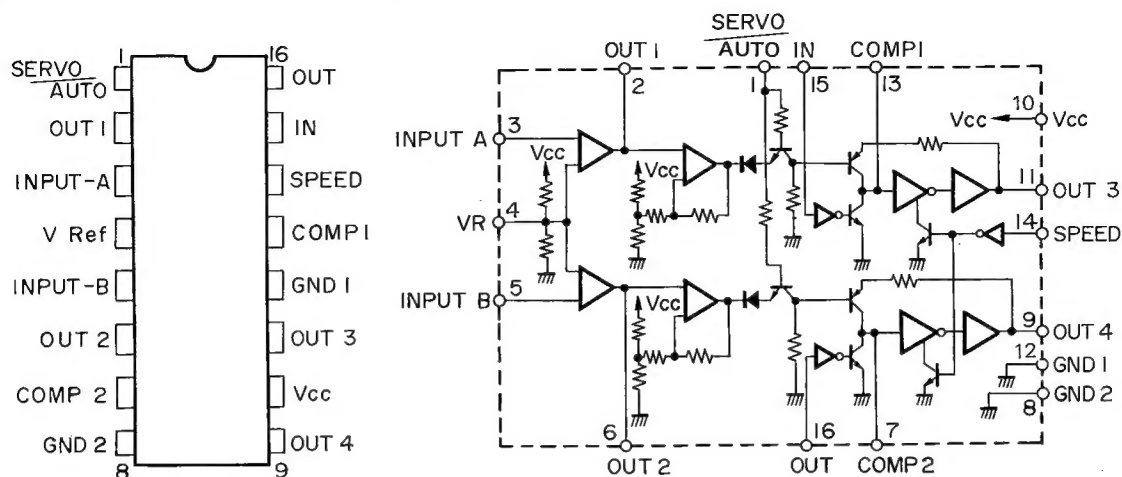 1
16
SERVO
AUTO
OUT
OUT 1
IN
INPUT-A
SPEED
V Ref
COMP1
INPUT-B
GND 1
OUT 2
OUT 3
COMP 2
Vcc
GND 2
OUT 4
8
9
OUT 1
SERVO
AUTO
IN
COMP1
2
1
15
13
10
Vcc
Vcc
INPUT A
3
Vcc
Vcc
11
OUT 3
VR
4
14
SPEED
INPUT B
5
Vcc
9
OUT 4
12
GND 1
8
GND 2
6
16
7
OUT 2
OUT
COMP2